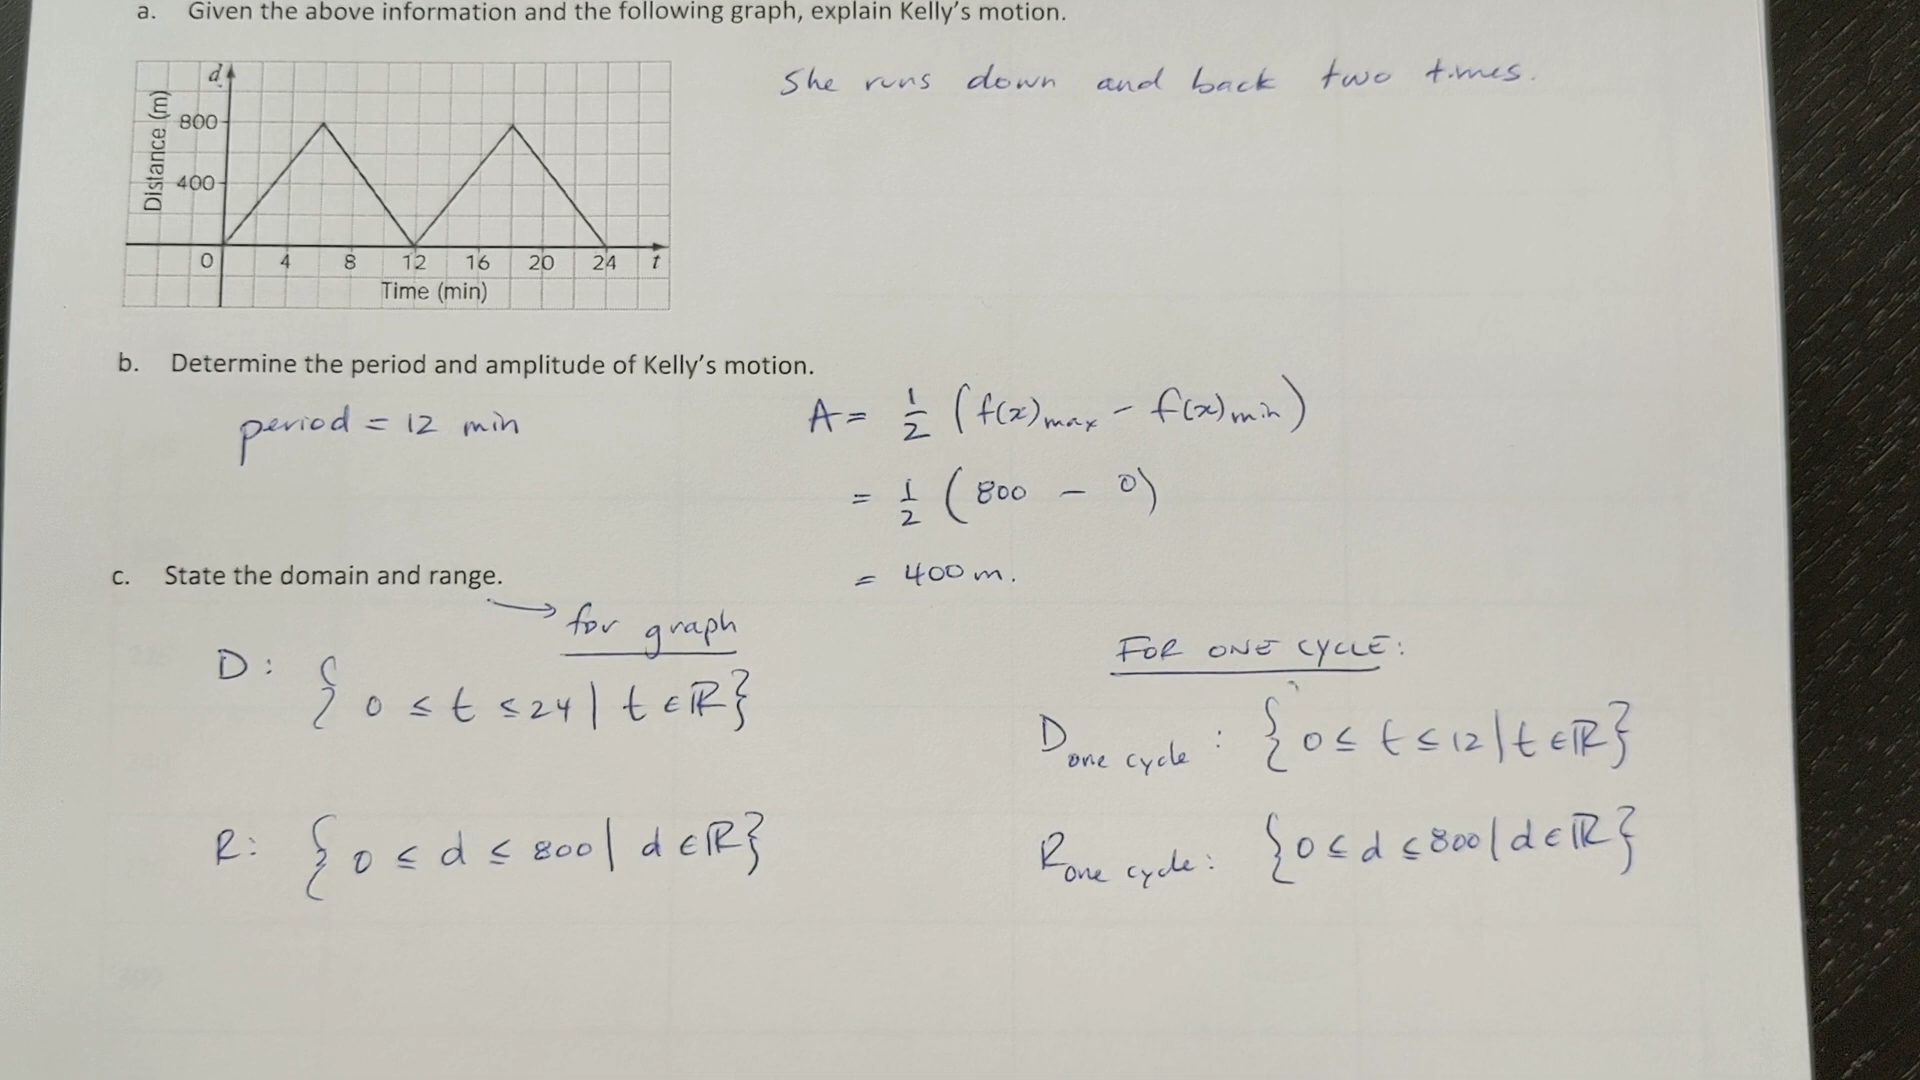 a. Given the above information and the following graph, explain Kelly's motion.
She runs down and back two times.
d
Distance (m)
800
400
0 4 8 12 16 20 24 t
Time (min)
b. Determine the period and amplitude of Kelly's motion.
period = 12 min
A = 1/2 (f(x)max - f(x)min)
= 1/2 (800 - 0)
= 400 m.
c. State the domain and range.
→ for graph
D: {0 ≤ t ≤ 24 | t ∈ ℝ}
R: {0 ≤ d ≤ 800 | d ∈ ℝ}
FOR ONE CYCLE:
D one cycle : {0 ≤ t ≤ 12 | t ∈ ℝ}
R one cycle : {0 ≤ d ≤ 800 | d ∈ ℝ}